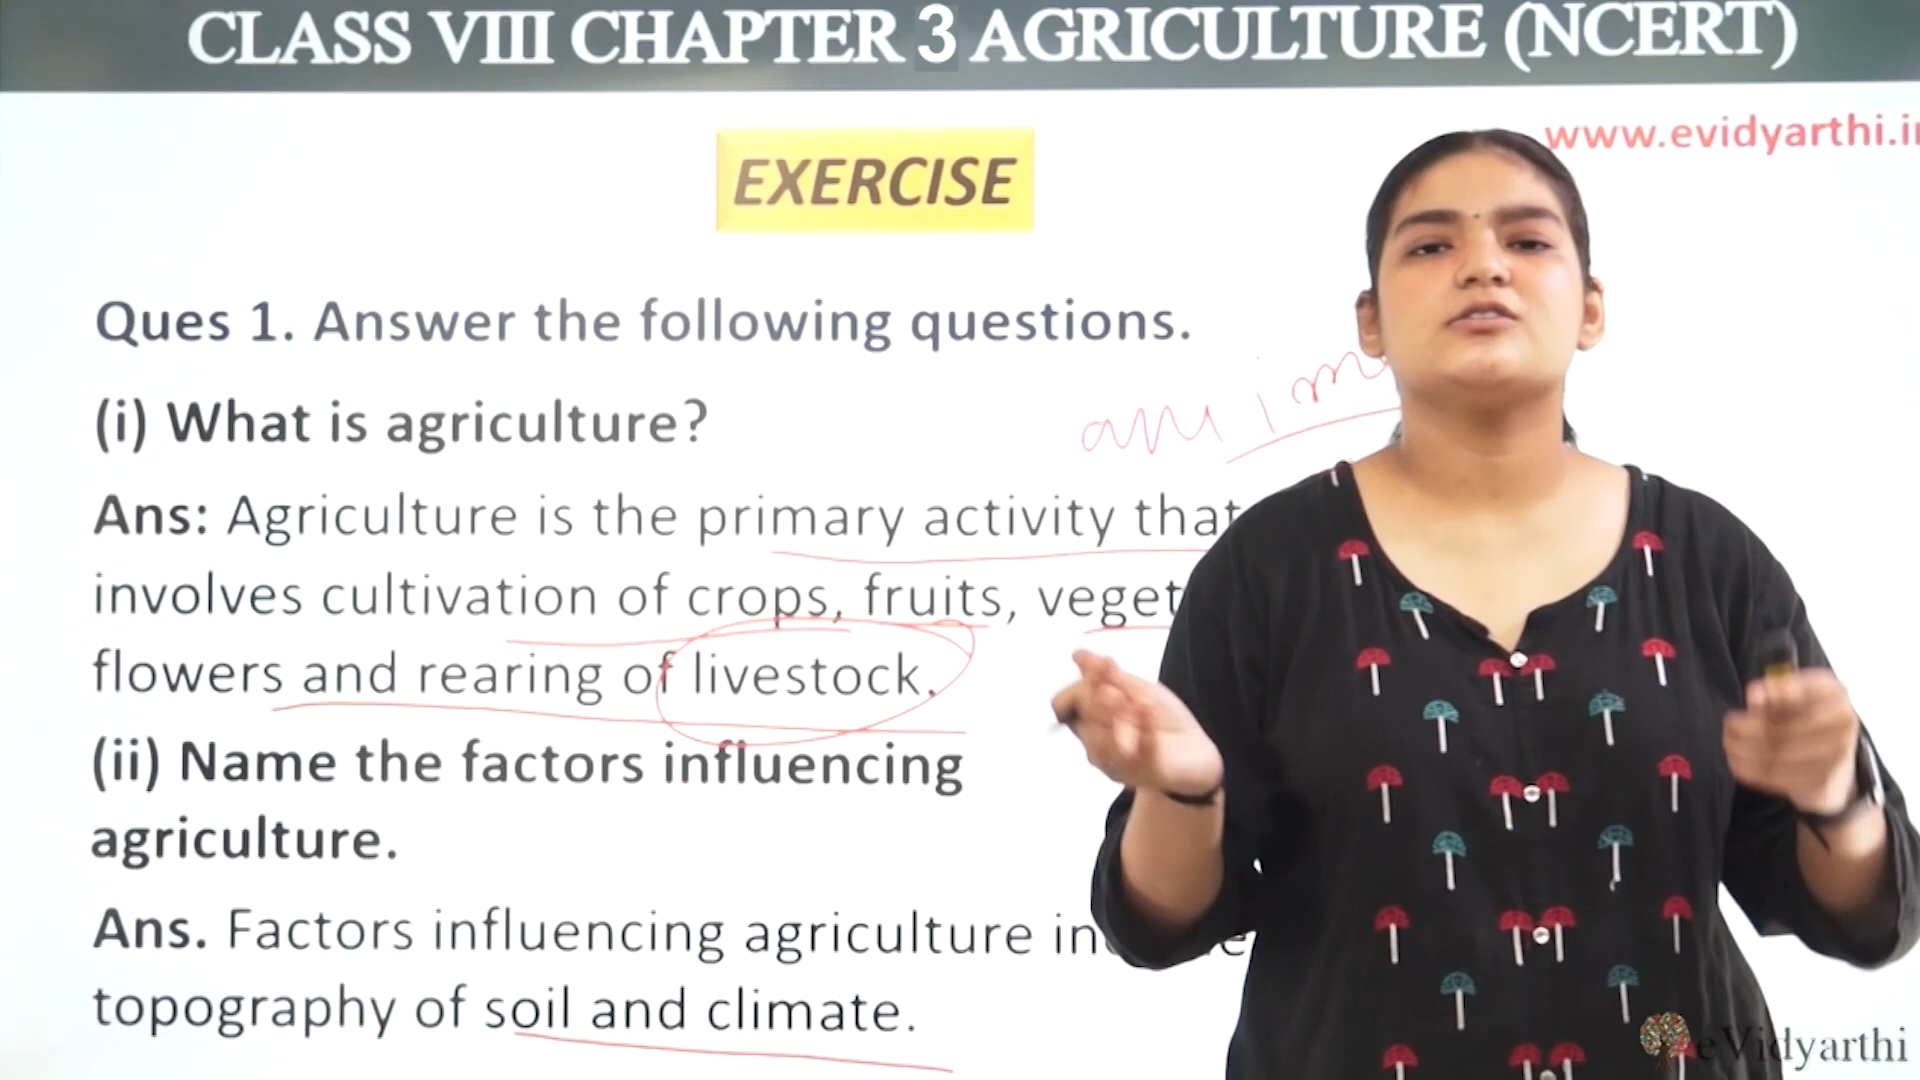 CLASS VIII CHAPTER 3 AGRICULTURE (NCERT)
www.evidyarthi.i
EXERCISE
Ques 1. Answer the following questions.
(i) What is agriculture?
Ans: Agriculture is the primary activity that
involves cultivation of crops, fruits,
flowers and rearing of livestock.
(ii) Name the factors influencing
agriculture.
Ans. Factors influencing agriculture
topography of soil and climate.
eVidyarthi